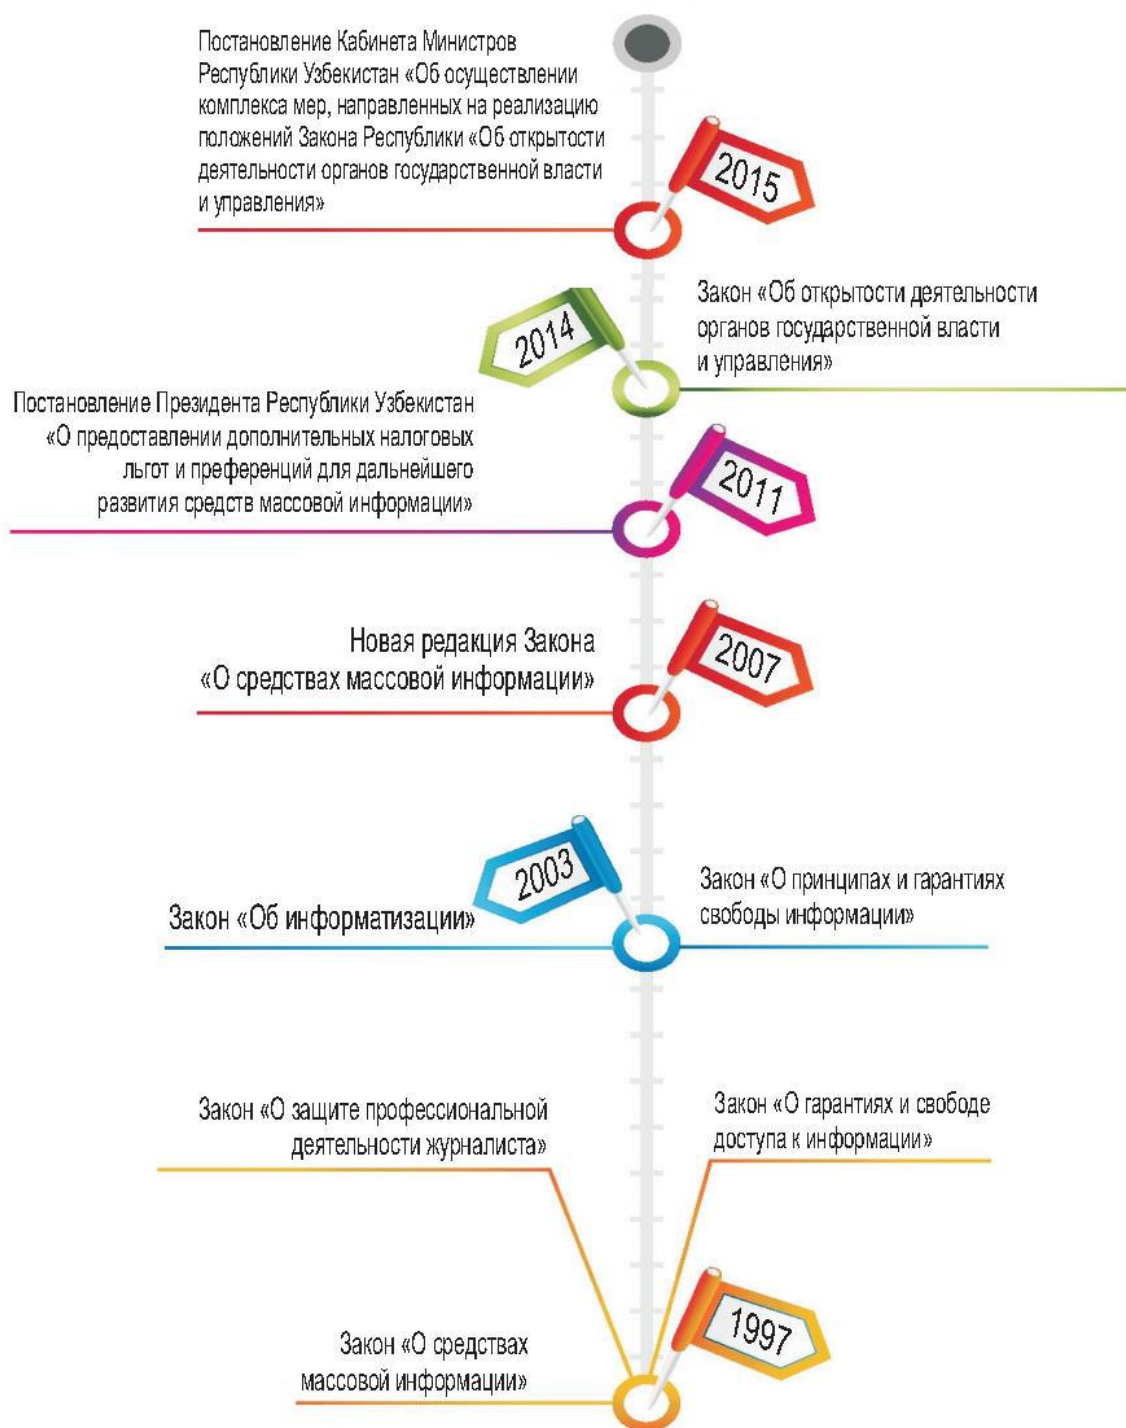 Постановление Кабинета Министров
Республики Узбекистан «Об осуществлении
комплекса мер, направленных на реализацию
положений Закона Республики «Об открытости
деятельности органов государственной власти
и управления»
2015
Закон «Об открытости деятельности
органов государственной власти
и управления»
2014
Постановление Президента Республики Узбекистан
«О предоставлении дополнительных налоговых
льгот и преференций для дальнейшего
развития средств массовой информации»
2011
Новая редакция Закона
«О средствах массовой информации»
2007
2003
Закон «Об информатизации»
Закон «О принципах и гарантиях
свободы информации»
Закон «О защите профессиональной
деятельности журналиста»
Закон «О гарантиях и свободе
доступа к информации»
1997
Закон «О средствах
массовой информации»